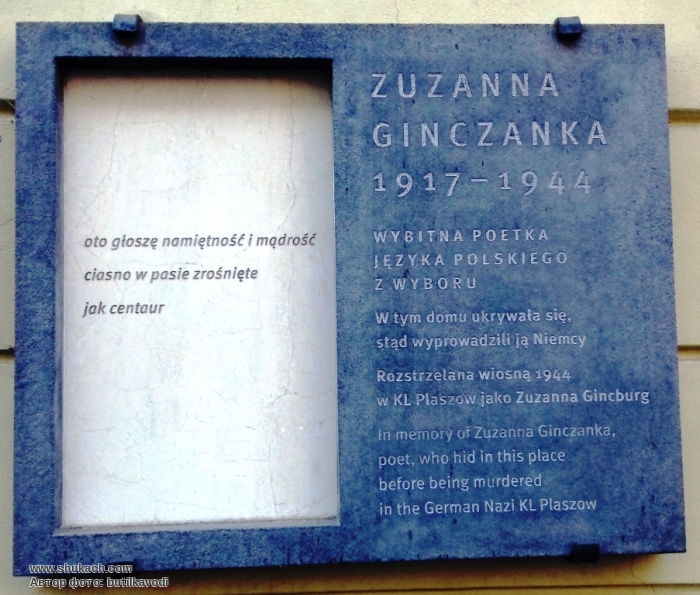 oto głoszę namiętność i mądrość
ciasno w pasie zrośnięte
jak centaur
ZUZANNA
GINCZANKA
1917–1944
WYBITNA POETKA
JĘZYKA POLSKIEGO
Z WYBORU
W tym domu ukrywała się,
stąd wyprowadzili ją Niemcy
Rozstrzelana wiosną 1944
w KL Plaszow jako Zuzanna Gincburg
In memory of Zuzanna Ginczanka,
poet, who hid in this place
before being murdered
in the German Nazi KL Plaszow
www.shukach.com
Автор фото: butilkavodi